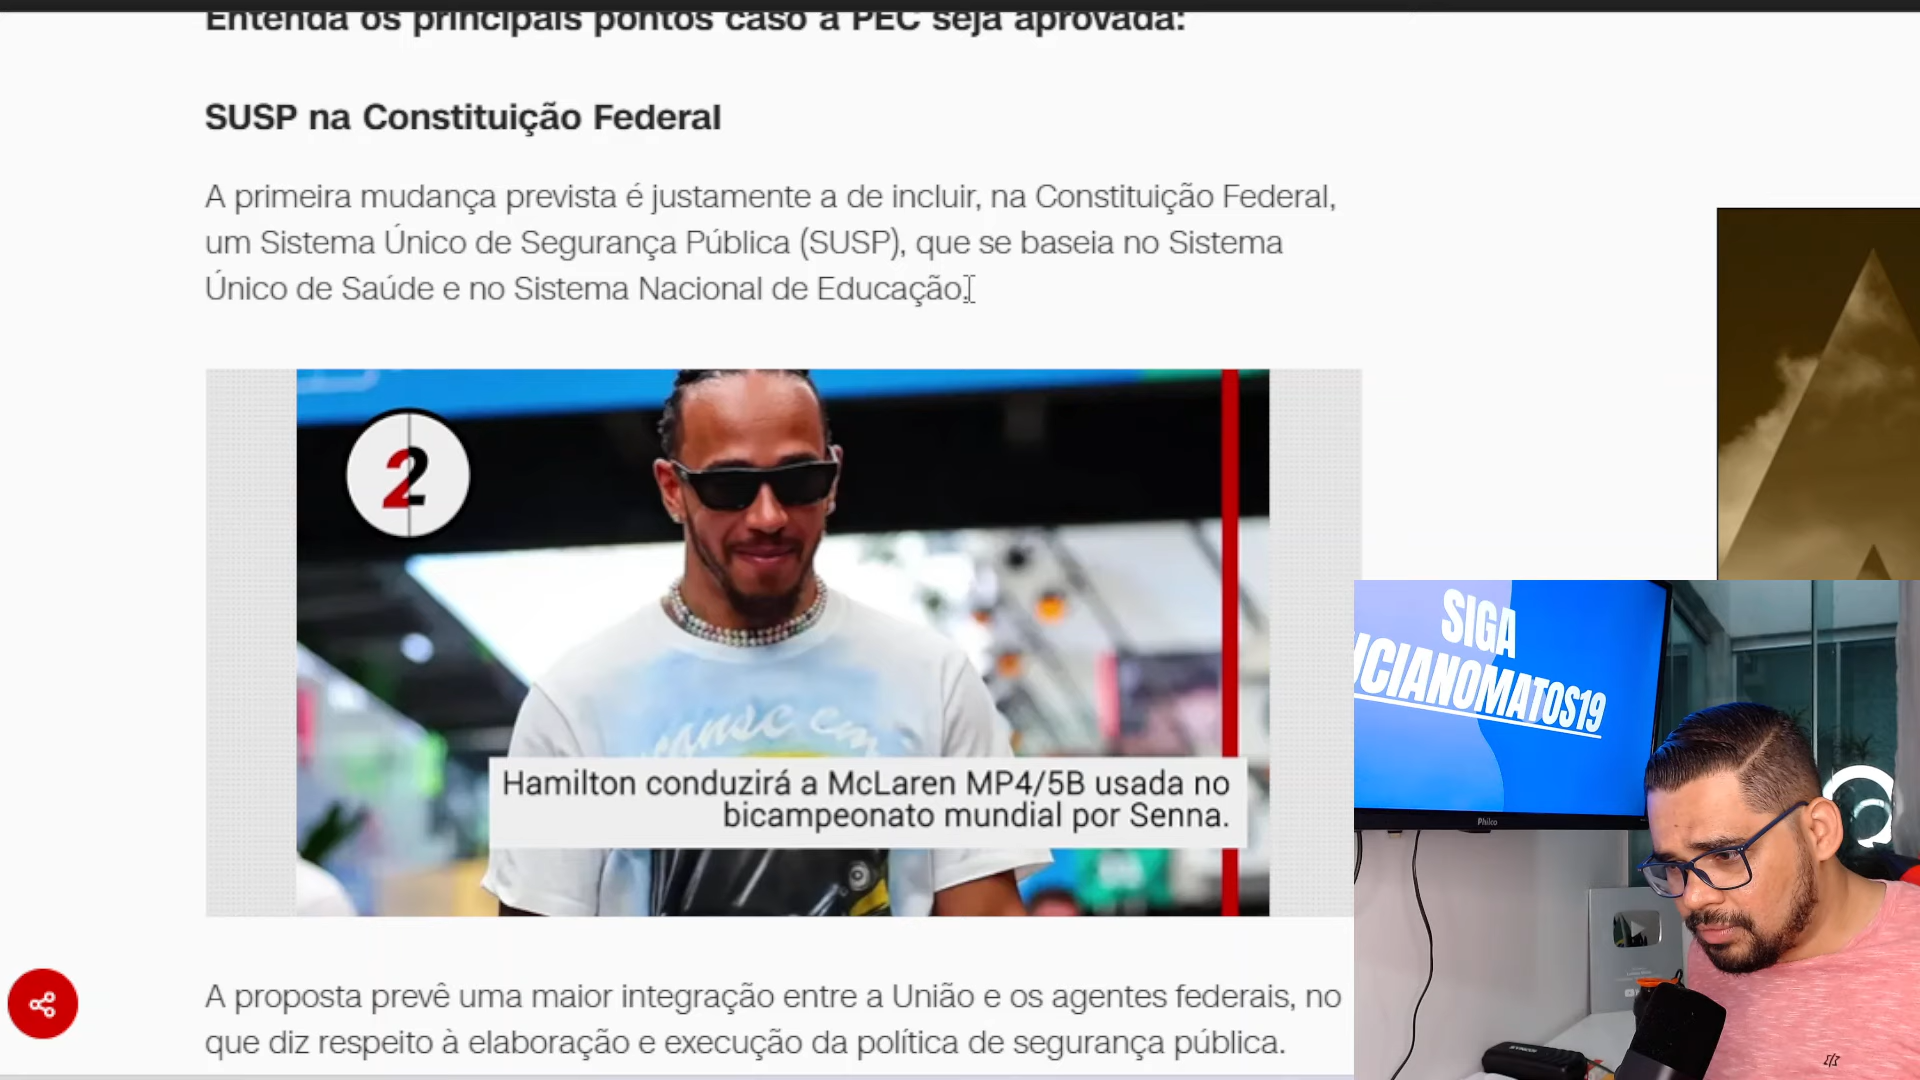 Entenda os principais pontos caso a PEC seja aprovada:
SUSP na Constituição Federal
A primeira mudança prevista é justamente a de incluir, na Constituição Federal,
um Sistema Único de Segurança Pública (SUSP), que se baseia no Sistema
Único de Saúde e no Sistema Nacional de Educação.
2
Hamilton conduzirá a McLaren MP4/5B usada no
bicampeonato mundial por Senna.
SIGA
UCIANOMATOS19
Philco
A proposta prevê uma maior integração entre a União e os agentes federais, no
que diz respeito à elaboração e execução da política de segurança pública.